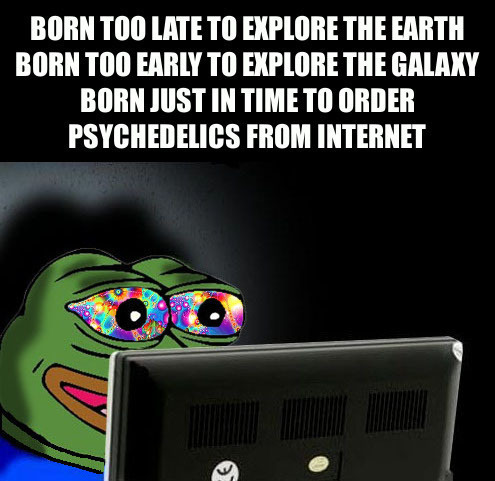 BORN TOO LATE TO EXPLORE THE EARTH
BORN TOO EARLY TO EXPLORE THE GALAXY
BORN JUST IN TIME TO ORDER
PSYCHEDELICS FROM INTERNET